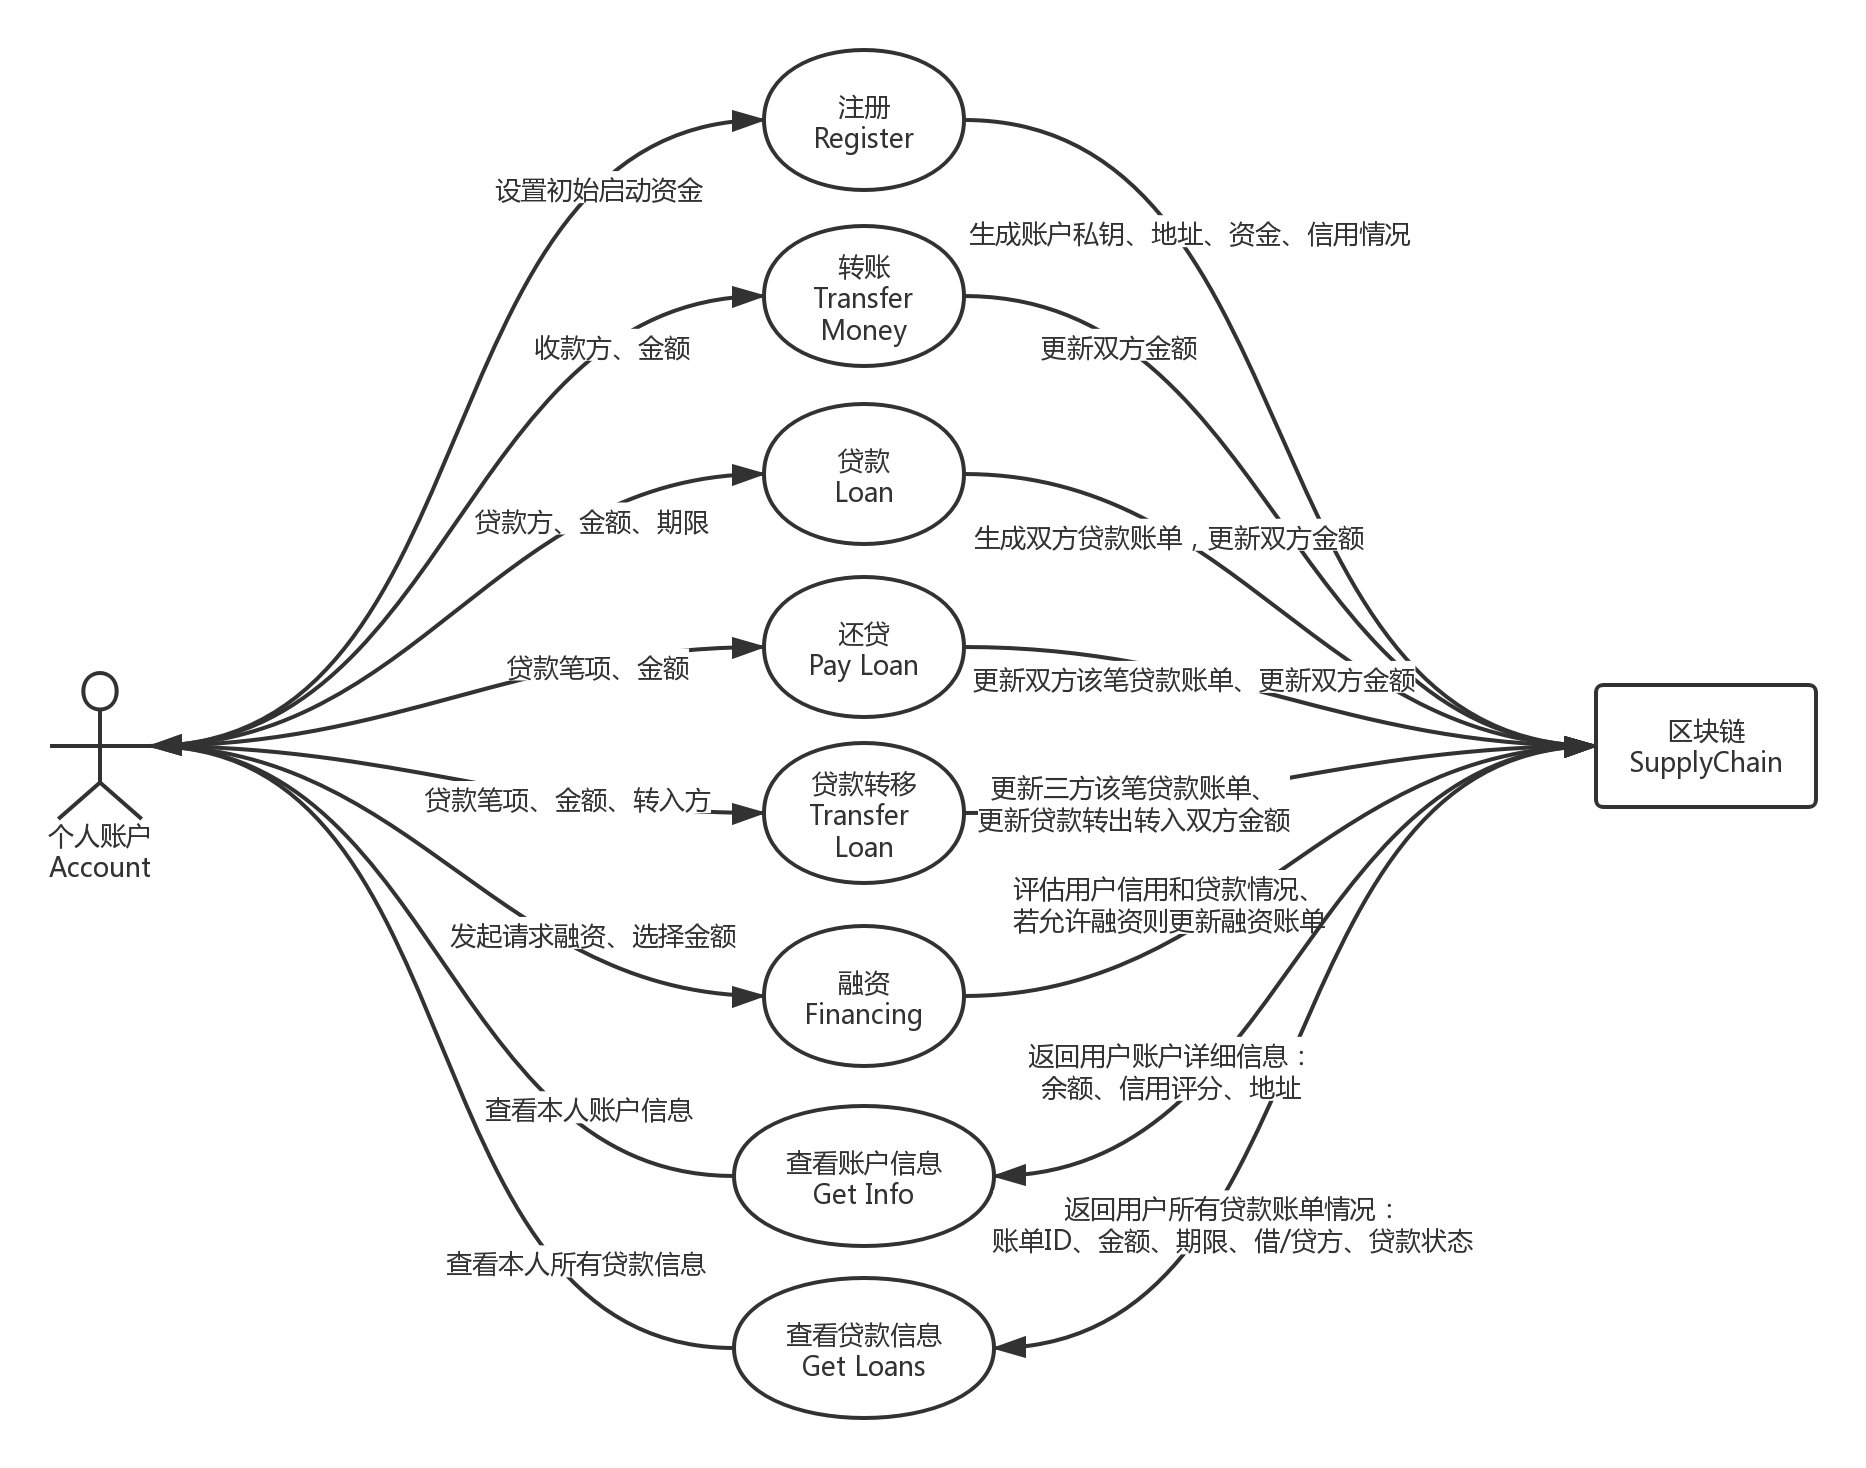 注册
Register
设置初始启动资金
生成账户私钥、地址、资金、信用情况
转账
Transfer
Money
收款方、金额
更新双方金额
贷款
Loan
贷款方、金额、期限
生成双方贷款账单，更新双方金额
还贷
Pay Loan
贷款笔项、金额
更新双方该笔贷款账单、更新双方金额
个人账户
Account
区块链
SupplyChain
贷款转移
Transfer
Loan
贷款笔项、金额、转入方
更新三方该笔贷款账单、
更新贷款转出转入双方金额
融资
Financing
发起请求融资、选择金额
评估用户信用和贷款情况、
若允许融资则更新融资账单
查看账户信息
Get Info
查看本人账户信息
返回用户账户详细信息：
余额、信用评分、地址
查看贷款信息
Get Loans
查看本人所有贷款信息
返回用户所有贷款账单情况：
账单ID、金额、期限、借/贷方、贷款状态